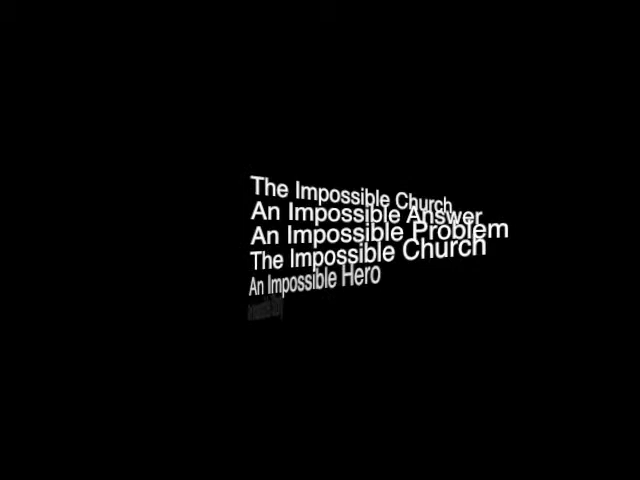 The Impossible Church
An Impossible Answer
An Impossible Problem
The Impossible Church
An Impossible Hero